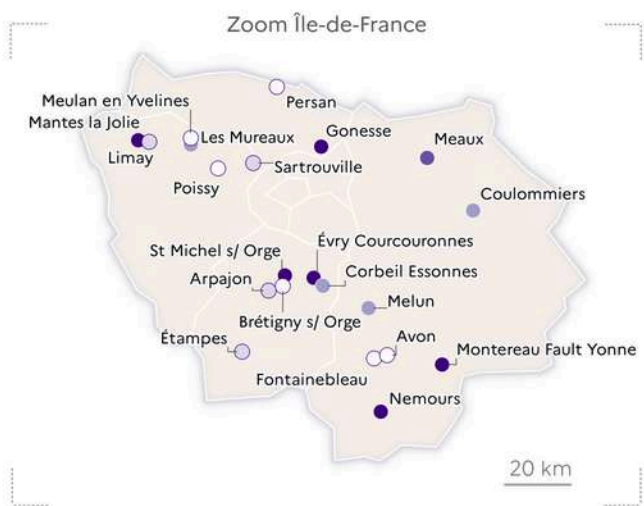 Zoom Île-de-France
Persan
Meulan en Yvelines
Mantes la Jolie
Les Mureaux
Gonesse
Limay
Meaux
Poissy
Sartrouville
Coulommiers
St Michel s/ Orge
Évry Courcouronnes
Arpajon
Corbeil Essonnes
Melun
Brétigny s/ Orge
Étampes
Avon
Montereau Fault Yonne
Fontainebleau
Nemours
20 km